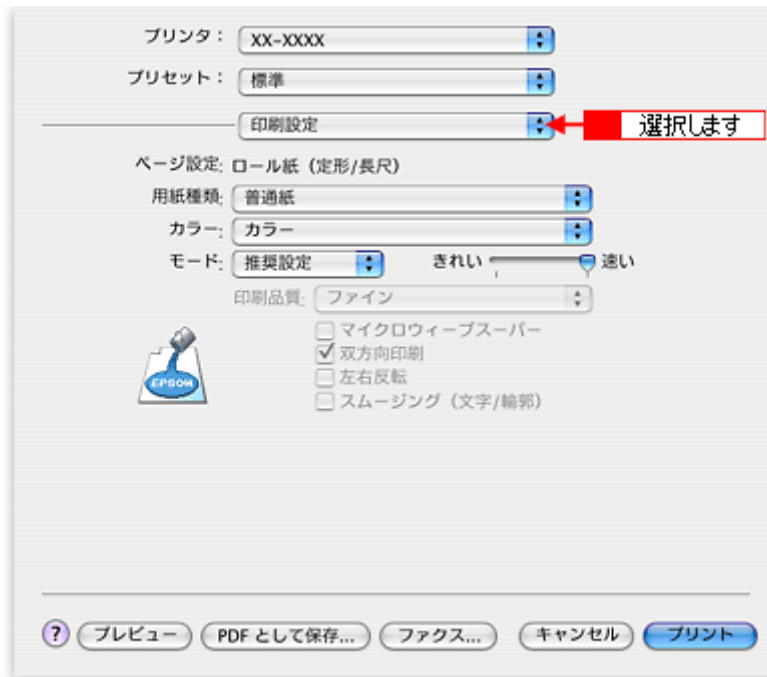 プリンタ： XX-XXXX
プリセット： 標準
印刷設定 選択します
ページ設定: ロール紙（定形/長尺）
用紙種類: 普通紙
カラー: カラー
モード: 推奨設定 きれい 速い
印刷品質: ファイン
マイクロウィーブスーパー
双方向印刷
左右反転
スムージング（文字/輪郭）
EPSON
? プレビュー PDF として保存... ファクス... キャンセル プリント